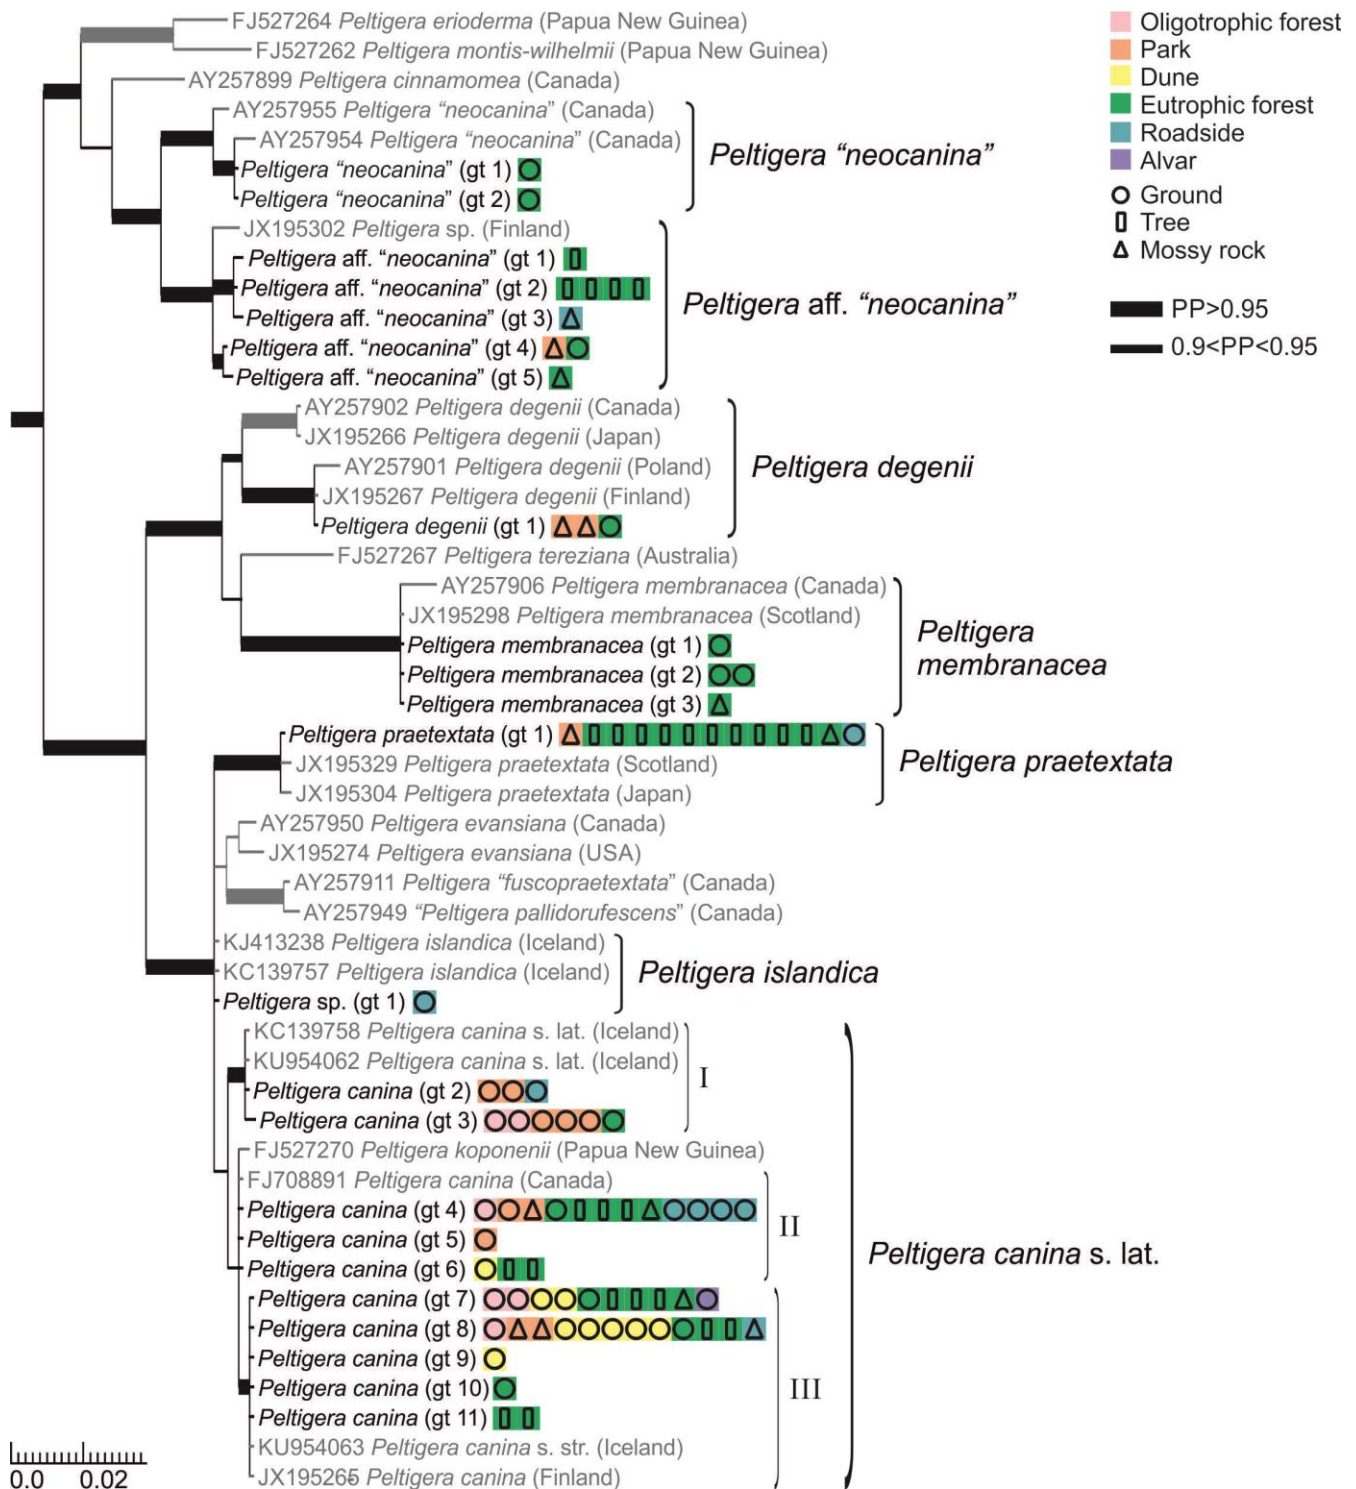 FJ527264 Peltigera erioderma (Papua New Guinea)
FJ527262 Peltigera montis-wilhelmii (Papua New Guinea)
AY257899 Peltigera cinnamomea (Canada)
AY257955 Peltigera “neocanina” (Canada)
AY257954 Peltigera “neocanina” (Canada)
Peltigera “neocanina” (gt 1)
Peltigera “neocanina” (gt 2)
Peltigera “neocanina”
JX195302 Peltigera sp. (Finland)
Peltigera aff. “neocanina” (gt 1)
Peltigera aff. “neocanina” (gt 2)
Peltigera aff. “neocanina” (gt 3)
Peltigera aff. “neocanina” (gt 4)
Peltigera aff. “neocanina” (gt 5)
Peltigera aff. “neocanina”
AY257902 Peltigera degenii (Canada)
JX195266 Peltigera degenii (Japan)
AY257901 Peltigera degenii (Poland)
JX195267 Peltigera degenii (Finland)
Peltigera degenii (gt 1)
Peltigera degenii
FJ527267 Peltigera tereziana (Australia)
AY257906 Peltigera membranacea (Canada)
JX195298 Peltigera membranacea (Scotland)
Peltigera membranacea (gt 1)
Peltigera membranacea (gt 2)
Peltigera membranacea (gt 3)
Peltigera
membranacea
Peltigera praetextata (gt 1)
JX195329 Peltigera praetextata (Scotland)
JX195304 Peltigera praetextata (Japan)
Peltigera praetextata
AY257950 Peltigera evansiana (Canada)
JX195274 Peltigera evansiana (USA)
AY257911 Peltigera “fuscopraetextata” (Canada)
AY257949 “Peltigera pallidorufescens” (Canada)
KJ413238 Peltigera islandica (Iceland)
KC139757 Peltigera islandica (Iceland)
Peltigera sp. (gt 1)
Peltigera islandica
KC139758 Peltigera canina s. lat. (Iceland)
KU954062 Peltigera canina s. lat. (Iceland)
Peltigera canina (gt 2)
Peltigera canina (gt 3)
I
FJ527270 Peltigera koponenii (Papua New Guinea)
FJ708891 Peltigera canina (Canada)
Peltigera canina (gt 4)
Peltigera canina (gt 5)
Peltigera canina (gt 6)
II
Peltigera canina (gt 7)
Peltigera canina (gt 8)
Peltigera canina (gt 9)
Peltigera canina (gt 10)
Peltigera canina (gt 11)
KU954063 Peltigera canina s. str. (Iceland)
JX195265 Peltigera canina (Finland)
III
Peltigera canina s. lat.
0.0 0.02
Oligotrophic forest
Park
Dune
Eutrophic forest
Roadside
Alvar
Ground
Tree
Mossy rock
PP>0.95
0.9<PP<0.95